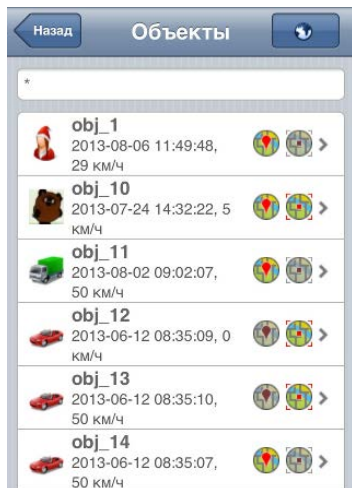 Назад
Объекты
*
obj_1
2013-08-06 11:49:48,
29 км/ч
obj_10
2013-07-24 14:32:22, 5
км/ч
obj_11
2013-08-02 09:02:07,
50 км/ч
obj_12
2013-06-12 08:35:09, 0
км/ч
obj_13
2013-06-12 08:35:10,
50 км/ч
obj_14
2013-06-12 08:35:07,
50 км/ч